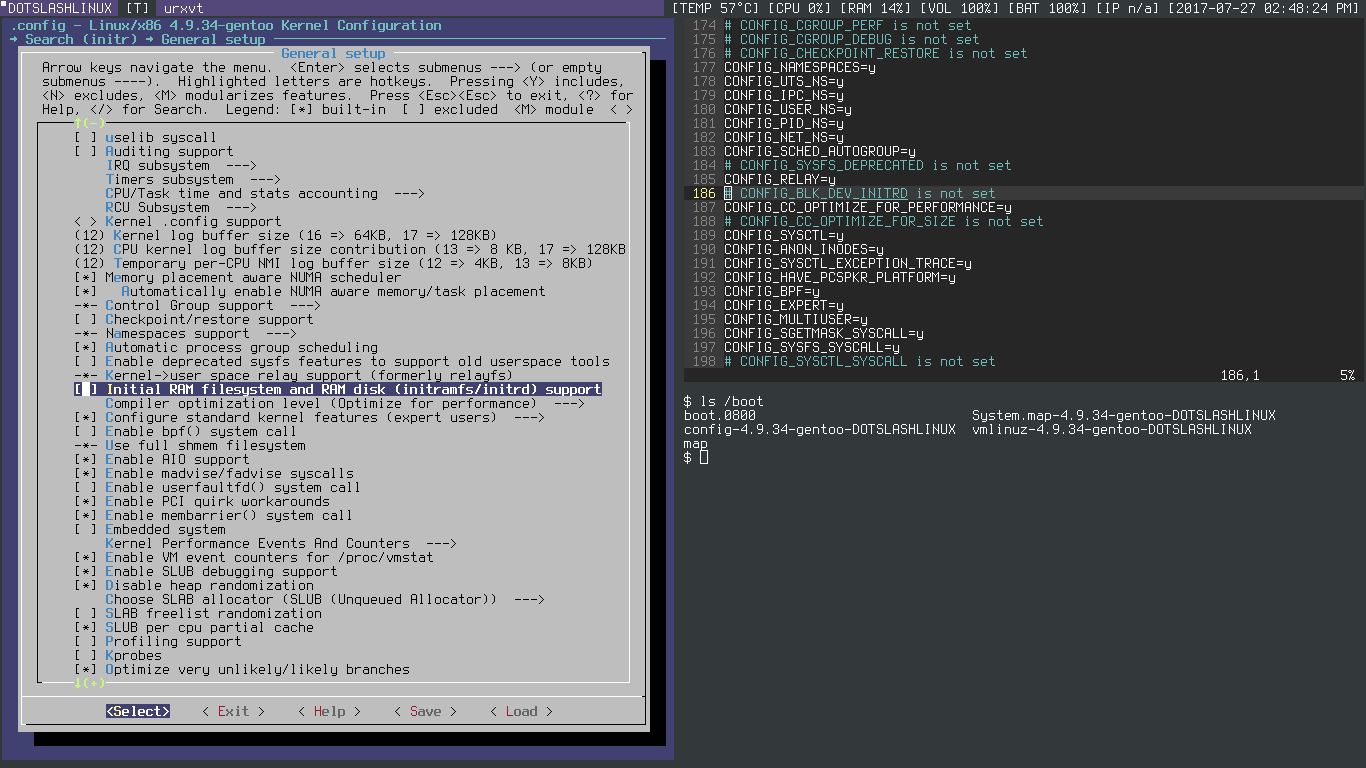 DOTSLASHLINUX [T] urxvt [TEMP 57°C] [CPU 0%] [RAM 14%] [VOL 100%] [BAT 100%] [IP n/a] [2017-07-27 02:48:24 PM]
.config - Linux/x86 4.9.34-gentoo Kernel Configuration
→ Search (initr) → General setup
General setup
Arrow keys navigate the menu. <Enter> selects submenus ---> (or empty
submenus ----). Highlighted letters are hotkeys. Pressing <Y> includes,
<N> excludes, <M> modularizes features. Press <Esc><Esc> to exit, <?> for
Help, </> for Search. Legend: [*] built-in [ ] excluded <M> module < >
↑(-)
[ ] uselib syscall
[ ] Auditing support
IRQ subsystem --->
Timers subsystem --->
CPU/Task time and stats accounting --->
RCU Subsystem --->
< > Kernel .config support
(12) Kernel log buffer size (16 => 64KB, 17 => 128KB)
(12) CPU kernel log buffer size contribution (13 => 8 KB, 17 => 128KB
(12) Temporary per-CPU NMI log buffer size (12 => 4KB, 13 => 8KB)
[*] Memory placement aware NUMA scheduler
[*] Automatically enable NUMA aware memory/task placement
-*- Control Group support --->
[ ] Checkpoint/restore support
-*- Namespaces support --->
[*] Automatic process group scheduling
[ ] Enable deprecated sysfs features to support old userspace tools
-*- Kernel->user space relay support (formerly relayfs)
[ ] Initial RAM filesystem and RAM disk (initramfs/initrd) support
Compiler optimization level (Optimize for performance) --->
[*] Configure standard kernel features (expert users) --->
[ ] Enable bpf() system call
-*- Use full shmem filesystem
[*] Enable AIO support
[*] Enable madvise/fadvise syscalls
[ ] Enable userfaultfd() system call
[*] Enable PCI quirk workarounds
[*] Enable membarrier() system call
[ ] Embedded system
Kernel Performance Events And Counters --->
[*] Enable VM event counters for /proc/vmstat
[*] Enable SLUB debugging support
[*] Disable heap randomization
Choose SLAB allocator (SLUB (Unqueued Allocator)) --->
[ ] SLAB freelist randomization
[*] SLUB per cpu partial cache
[ ] Profiling support
[ ] Kprobes
[*] Optimize very unlikely/likely branches
↓(+)
<Select> < Exit > < Help > < Save > < Load >
174 # CONFIG_CGROUP_PERF is not set
175 # CONFIG_CGROUP_DEBUG is not set
176 # CONFIG_CHECKPOINT_RESTORE is not set
177 CONFIG_NAMESPACES=y
178 CONFIG_UTS_NS=y
179 CONFIG_IPC_NS=y
180 CONFIG_USER_NS=y
181 CONFIG_PID_NS=y
182 CONFIG_NET_NS=y
183 CONFIG_SCHED_AUTOGROUP=y
184 # CONFIG_SYSFS_DEPRECATED is not set
185 CONFIG_RELAY=y
186 # CONFIG_BLK_DEV_INITRD is not set
187 CONFIG_CC_OPTIMIZE_FOR_PERFORMANCE=y
188 # CONFIG_CC_OPTIMIZE_FOR_SIZE is not set
189 CONFIG_SYSCTL=y
190 CONFIG_ANON_INODES=y
191 CONFIG_SYSCTL_EXCEPTION_TRACE=y
192 CONFIG_HAVE_PCSPKR_PLATFORM=y
193 CONFIG_BPF=y
194 CONFIG_EXPERT=y
195 CONFIG_MULTIUSER=y
196 CONFIG_SGETMASK_SYSCALL=y
197 CONFIG_SYSFS_SYSCALL=y
198 # CONFIG_SYSCTL_SYSCALL is not set
186,1 5%
$ ls /boot
boot.0800 System.map-4.9.34-gentoo-DOTSLASHLINUX
config-4.9.34-gentoo-DOTSLASHLINUX vmlinuz-4.9.34-gentoo-DOTSLASHLINUX
map
$